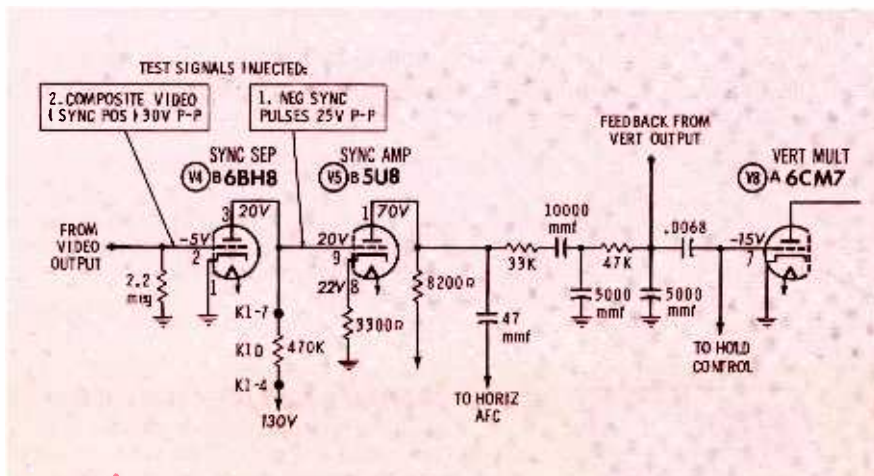 TEST SIGNALS INJECTED:
2. COMPOSITE VIDEO
(SYNC POS) 30V P-P
1. NEG SYNC
PULSES 25V P-P
FEEDBACK FROM
VERT OUTPUT
SYNC SEP
V4 B 6BH8
SYNC AMP
V5 B 5U8
VERT MULT
V8 A 6CM7
3
20V
1
70V
10000
mmf
.0068
FROM
VIDEO
OUTPUT
-5V
2
1
20V
9
22V
8
33K
47K
-15V
7
2.2
meg
3300Ω
8200Ω
47
mmf
5000
mmf
5000
mmf
K1-7
K1D
470K
K1-4
130V
TO HORIZ
AFC
TO HOLD
CONTROL